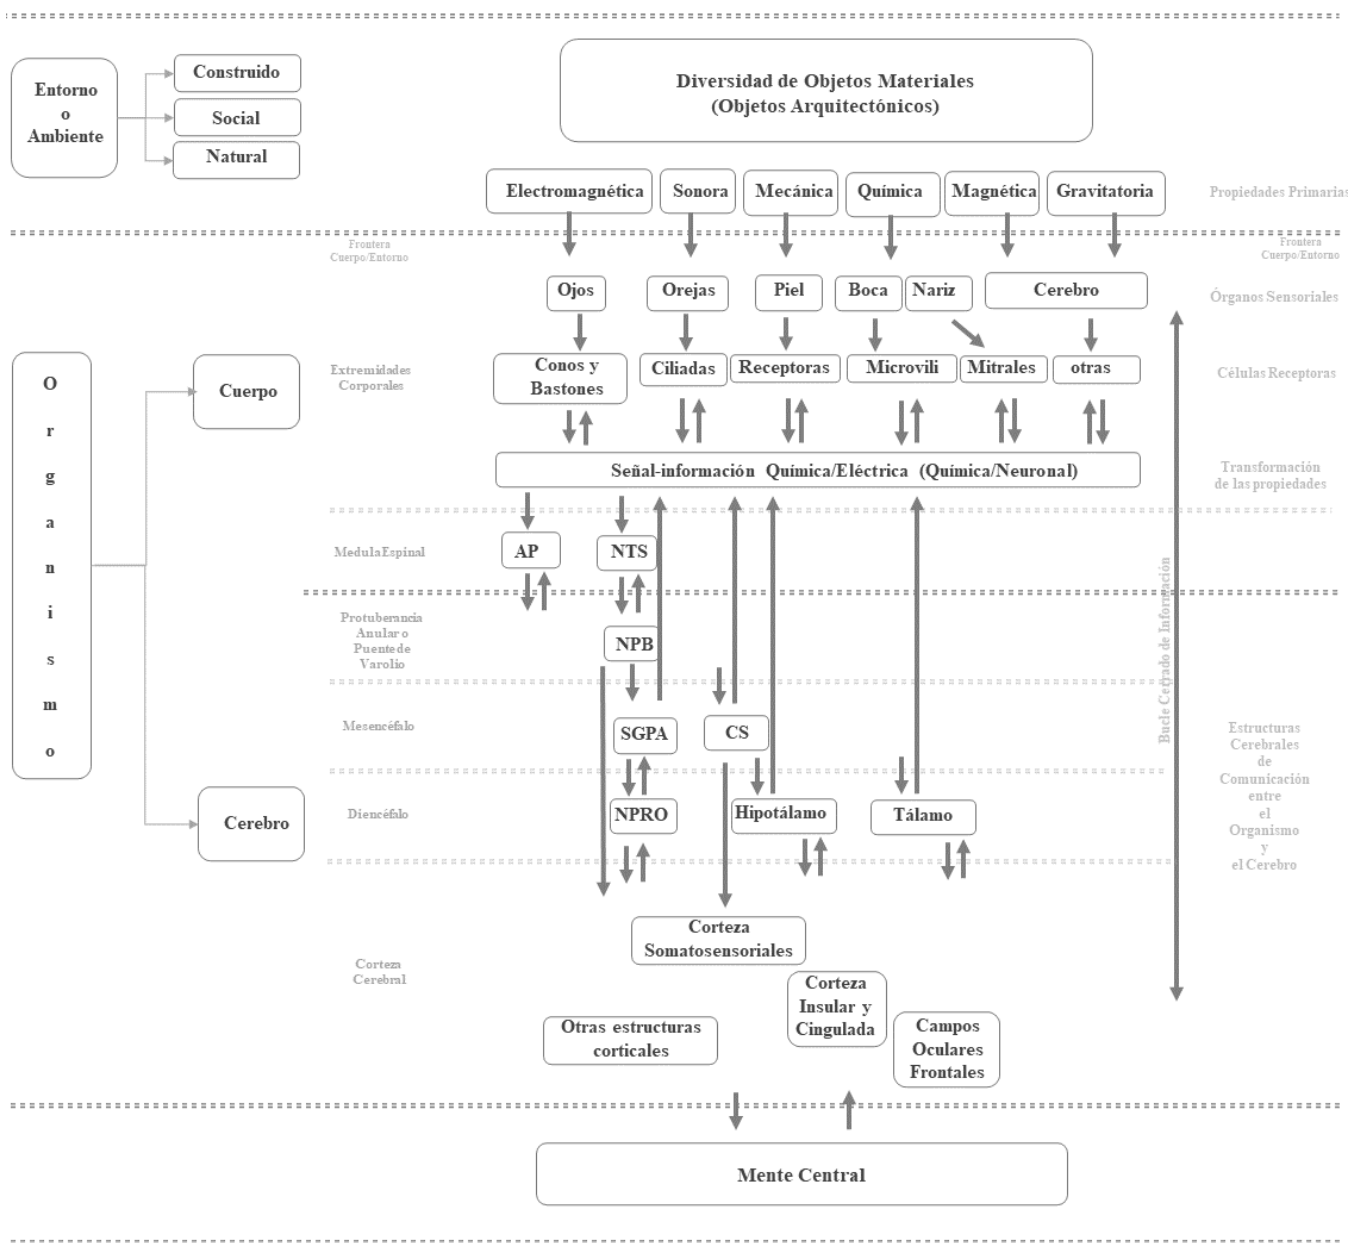 Entorno
o
Ambiente
Construido
Social
Natural
Diversidad de Objetos Materiales
(Objetos Arquitectónicos)
Electromagnética
Sonora
Mecánica
Química
Magnética
Gravitatoria
Propiedades Primarias
Frontera
Cuerpo/Entorno
Frontera
Cuerpo/Entorno
Ojos
Orejas
Piel
Boca
Nariz
Cerebro
Órganos Sensoriales
Organismo
Cuerpo
Extremidades
Corporales
Conos y
Bastones
Ciliadas
Receptoras
Microvili
Mitrales
otras
Células Receptoras
Señal-información Química/Eléctrica (Química/Neuronal)
Transformación
de las propiedades
Medula Espinal
AP
NTS
Protuberancia
Anular o
Puente de
Varolio
NPB
Bucle Cerrado de Información
Mesencéfalo
SGPA
CS
Estructuras
Cerebrales
de
Comunicación
entre
el
Organismo
y
el Cerebro
Cerebro
Diencéfalo
NPRO
Hipotálamo
Tálamo
Corteza
Cerebral
Corteza
Somatosensoriales
Corteza
Insular y
Cingulada
Otras estructuras
corticales
Campos
Oculares
Frontales
Mente Central